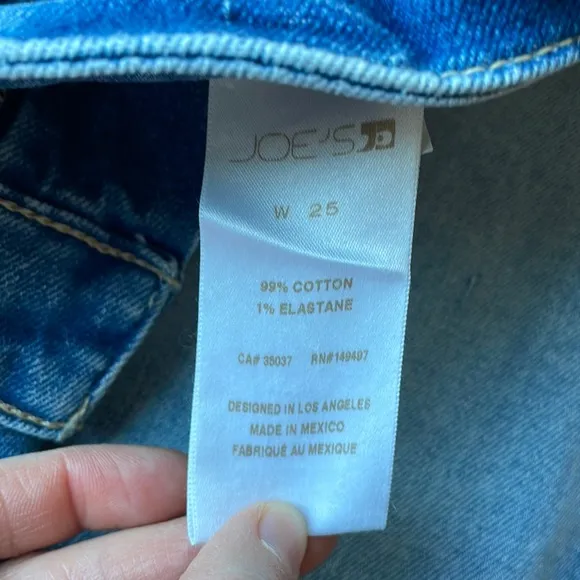 JOE'S
W 25
99% COTTON
1% ELASTANE
CA# 35037 RN#149497
DESIGNED IN LOS ANGELES
MADE IN MEXICO
FABRIQUÉ AU MEXIQUE